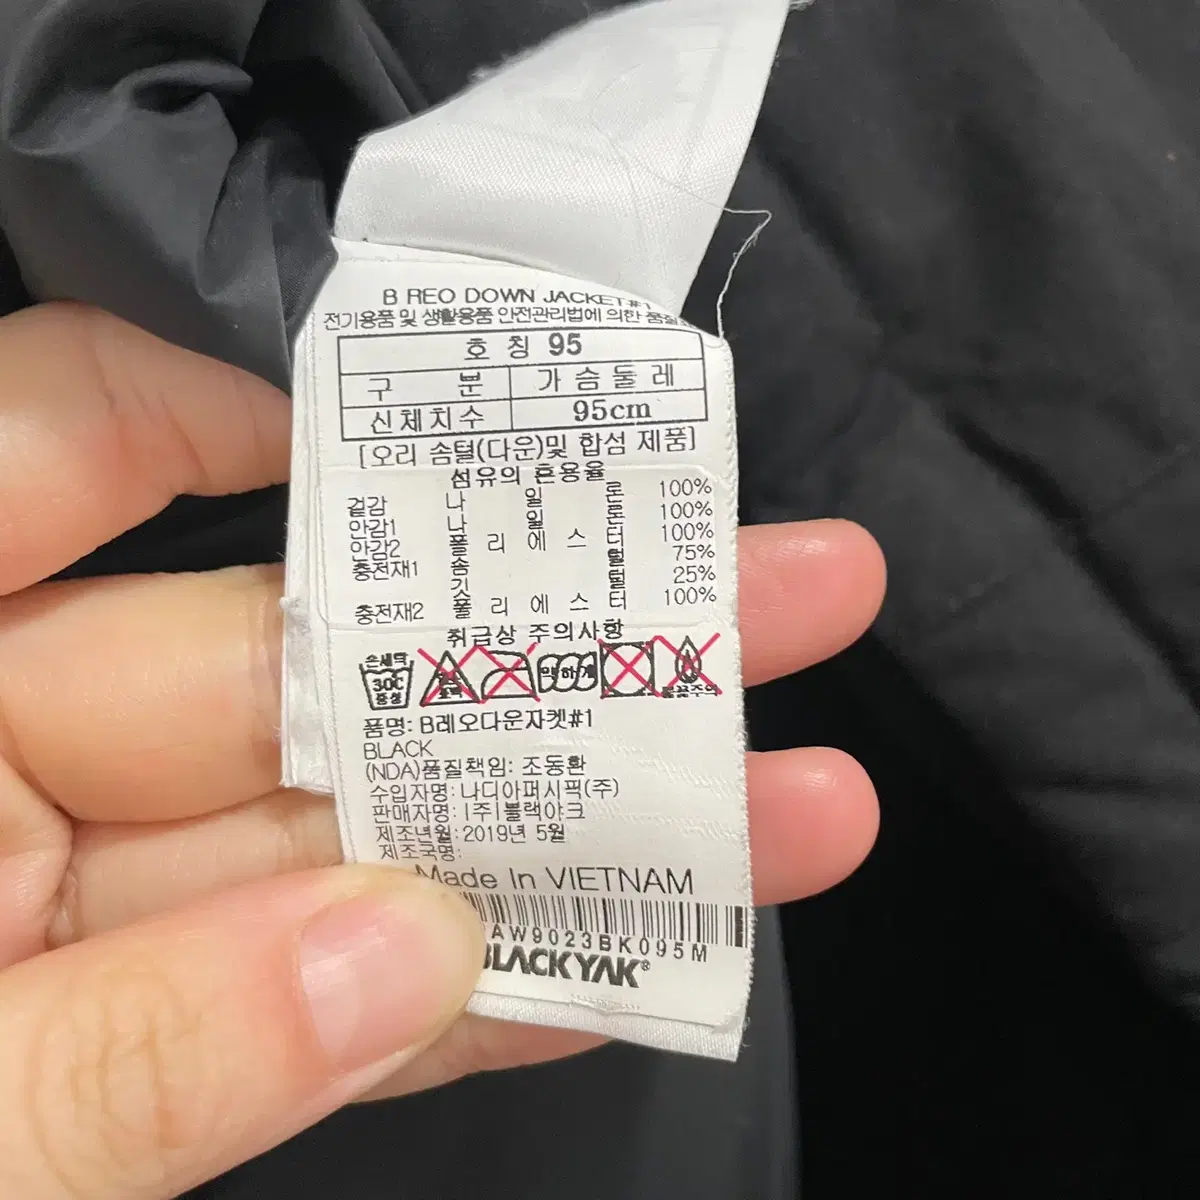 B REO DOWN JACKET#1
전기용품 및 생활용품 안전관리법에 의한 품질
호 칭 95
구 분 가슴둘레
신체치수 95cm
[오리 솜털(다운)및 합섬 제품]
섬유의 혼용율
겉감 나 일 론 100%
안감1 나 일 론 100%
안감2 폴 리 에 스 터 100%
충전재1 솜 털 75%
깃 털 25%
충전재2 폴 리 에 스 터 100%
취급상 주의사항
손세탁
30C
중성
약하게
불꽃주의
품명: B레오다운자켓#1
BLACK
(NDA)품질책임: 조동환
수입자명: 나디아퍼시픽(주)
판매자명: (주)블랙야크
제조년월: 2019년 5월
제조국명:
Made In VIETNAM
AW9023BK095M
BLACKYAK®